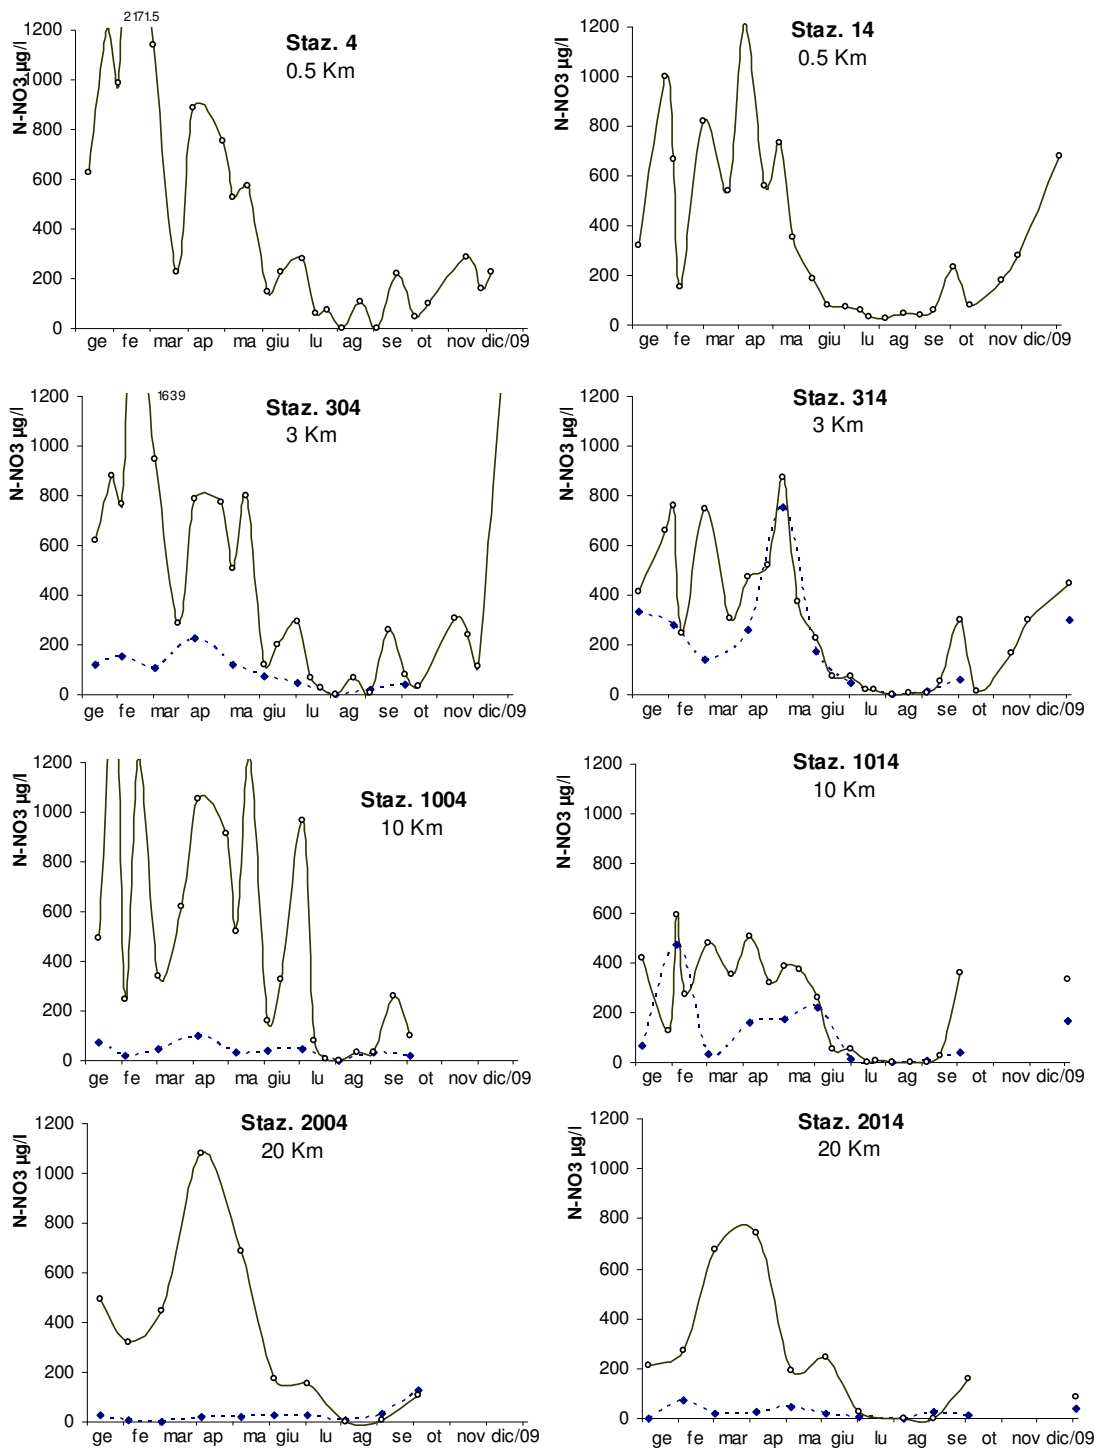 2171.5
Staz. 4
0.5 Km
N-NO3 µg/l
1200
1000
800
600
400
200
0
ge fe mar ap ma giu lu ag se ot nov dic/09
Staz. 14
0.5 Km
N-NO3 µg/l
1200
1000
800
600
400
200
0
ge fe mar ap ma giu lu ag se ot nov dic/09
1639
Staz. 304
3 Km
N-NO3 µg/l
1200
1000
800
600
400
200
0
ge fe mar ap ma giu lu ag se ot nov dic/09
Staz. 314
3 Km
N-NO3 µg/l
1200
1000
800
600
400
200
0
ge fe mar ap ma giu lu ag se ot nov dic/09
Staz. 1004
10 Km
N-NO3 µg/l
1200
1000
800
600
400
200
0
ge fe mar ap ma giu lu ag se ot nov dic/09
Staz. 1014
10 Km
N-NO3 µg/l
1200
1000
800
600
400
200
0
ge fe mar ap ma giu lu ag se ot nov dic/09
Staz. 2004
20 Km
N-NO3 µg/l
1200
1000
800
600
400
200
0
ge fe mar ap ma giu lu ag se ot nov dic/09
Staz. 2014
20 Km
N-NO3 µg/l
1200
1000
800
600
400
200
0
ge fe mar ap ma giu lu ag se ot nov dic/09